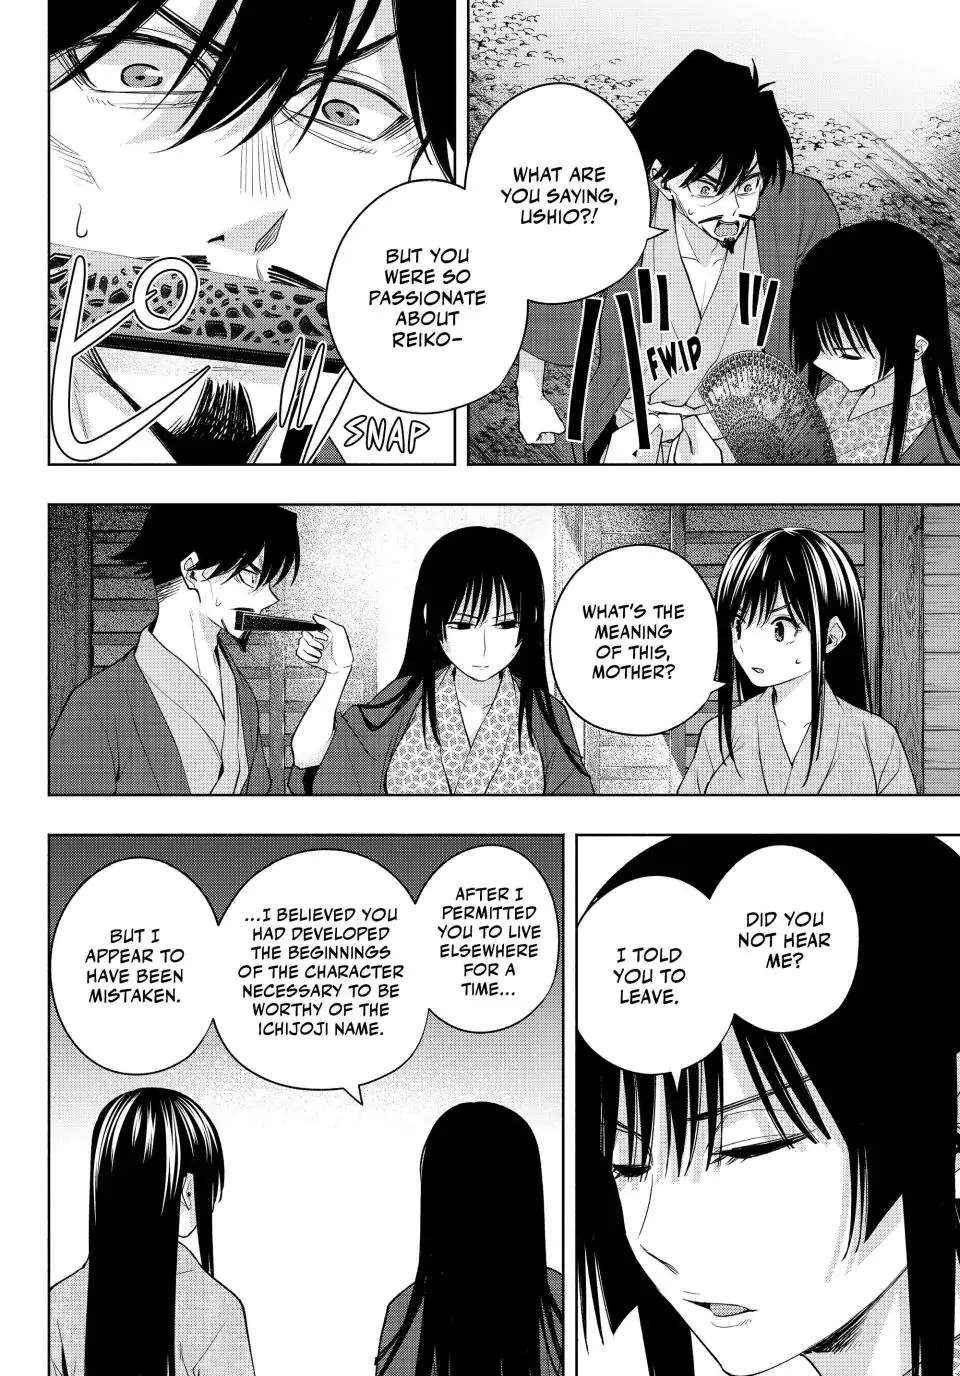 WHAT ARE
YOU SAYING,
USHIO?!
BUT YOU
WERE SO
PASSIONATE
ABOUT
REIKO-
FWIP
ピッ
SNAP
WHAT'S THE
MEANING
OF THIS,
MOTHER?
DID YOU
NOT HEAR
ME?
I TOLD
YOU TO
LEAVE.
AFTER I
PERMITTED
YOU TO LIVE
ELSEWHERE
FOR A
TIME...
...I BELIEVED YOU
HAD DEVELOPED
THE BEGINNINGS
OF THE CHARACTER
NECESSARY TO BE
WORTHY OF THE
ICHIJOJI NAME.
BUT I
APPEAR TO
HAVE BEEN
MISTAKEN.